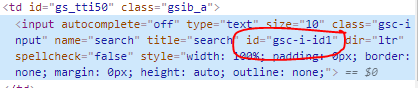 <td id="gs_tti50" class="gsib_a">
<input autocomplete="off" type="text" size="10" class="gsc-i
nput" name="search" title="search" id="gsc-i-id1" dir="ltr"
spellcheck="false" style="width: 100%; padding: 0px; border:
none; margin: 0px; height: auto; outline: none;"> == $0
</td>